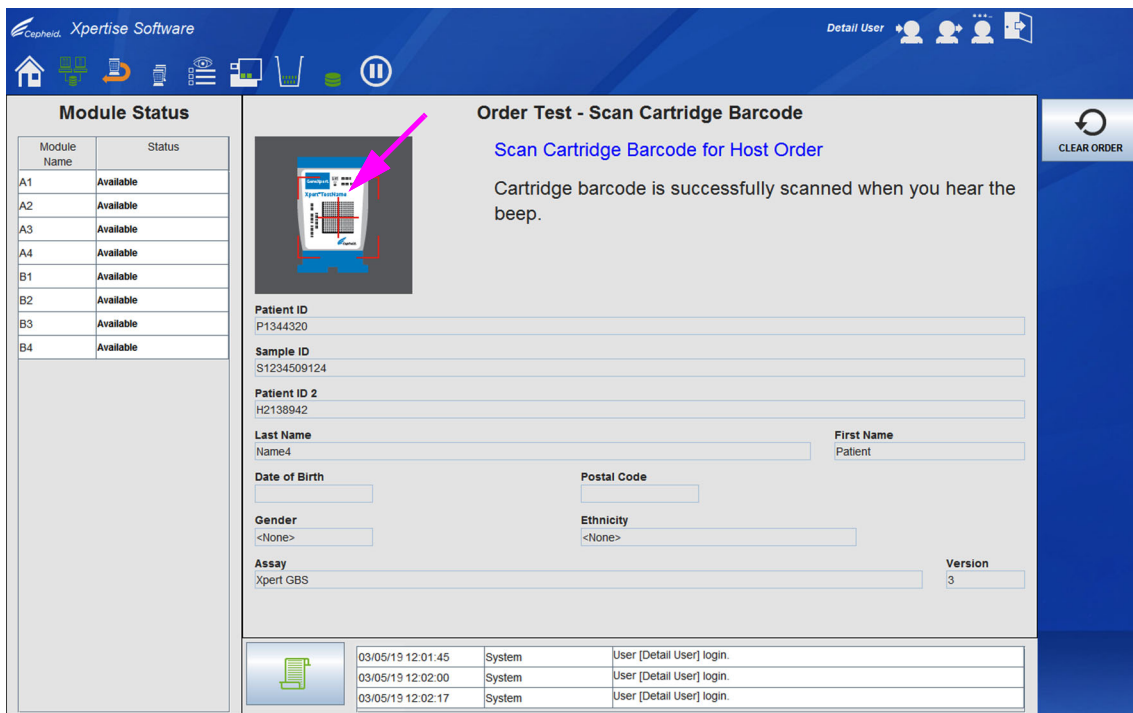 Cepheid. Xpertise Software
Detail User
Module Status
Module Name Status
A1 Available
A2 Available
A3 Available
A4 Available
B1 Available
B2 Available
B3 Available
B4 Available
Order Test - Scan Cartridge Barcode
Scan Cartridge Barcode for Host Order
Cartridge barcode is successfully scanned when you hear the
beep.
GeneXpert
Xpert®TestName
Cepheid
Patient ID
P1344320
Sample ID
S1234509124
Patient ID 2
H2138942
Last Name First Name
Name4 Patient
Date of Birth Postal Code
Gender Ethnicity
<None> <None>
Assay Version
Xpert GBS 3
03/05/19 12:01:45 System User [Detail User] login.
03/05/19 12:02:00 System User [Detail User] login.
03/05/19 12:02:17 System User [Detail User] login.
CLEAR ORDER